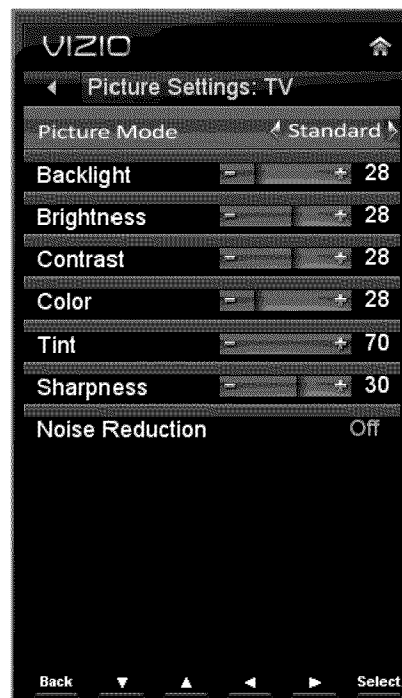 VIZIO
Picture Settings: TV
Picture Mode Standard
Backlight - + 28
Brightness - + 28
Contrast - + 28
Color - + 28
Tint - + 70
Sharpness - + 30
Noise Reduction Off
Back Select